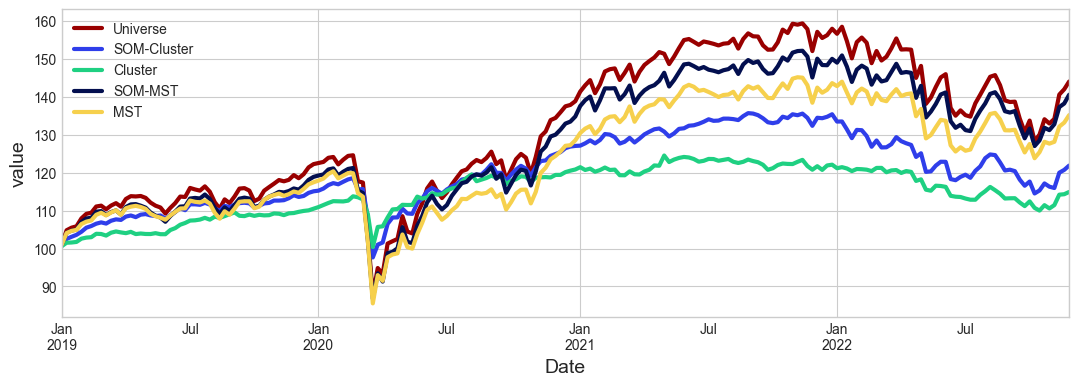 value
160
150
140
130
120
110
100
90
Universe
SOM-Cluster
Cluster
SOM-MST
MST
Jan
2019
Jul
Jan
2020
Jul
Jan
2021
Jul
Jan
2022
Jul
Date